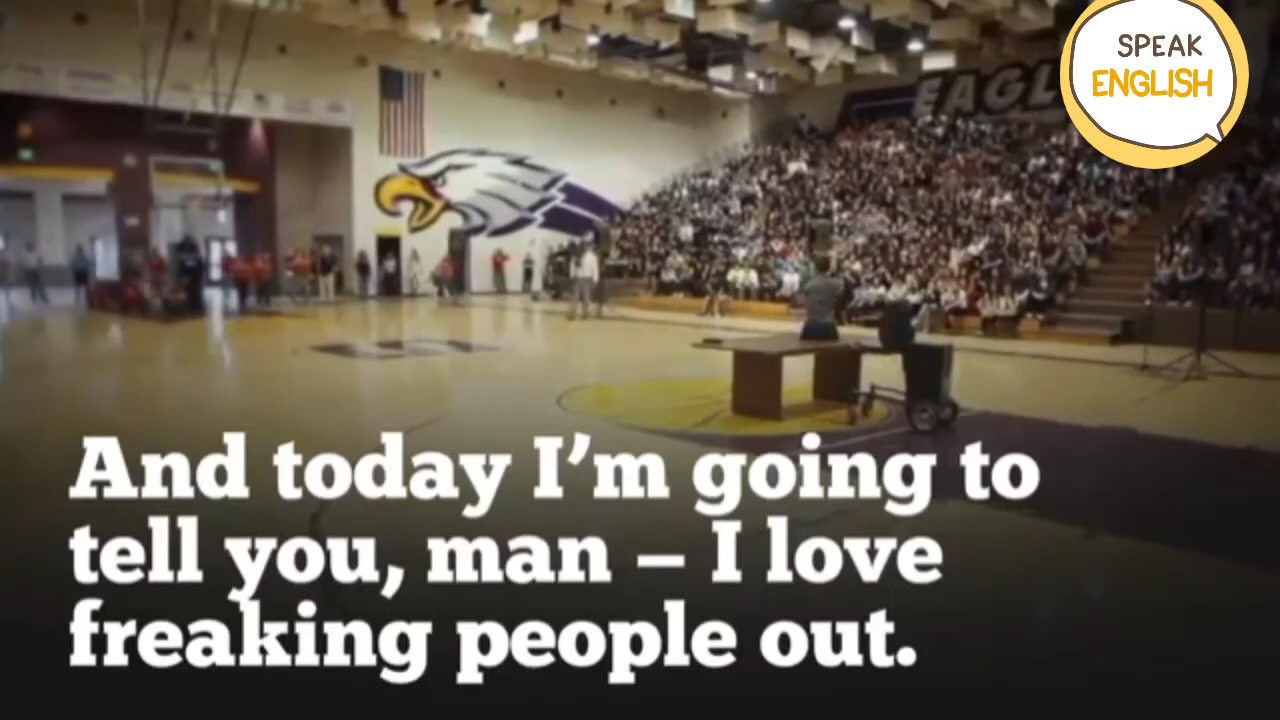 SPEAK
ENGLISH
EAGL
And today I’m going to
tell you, man – I love
freaking people out.